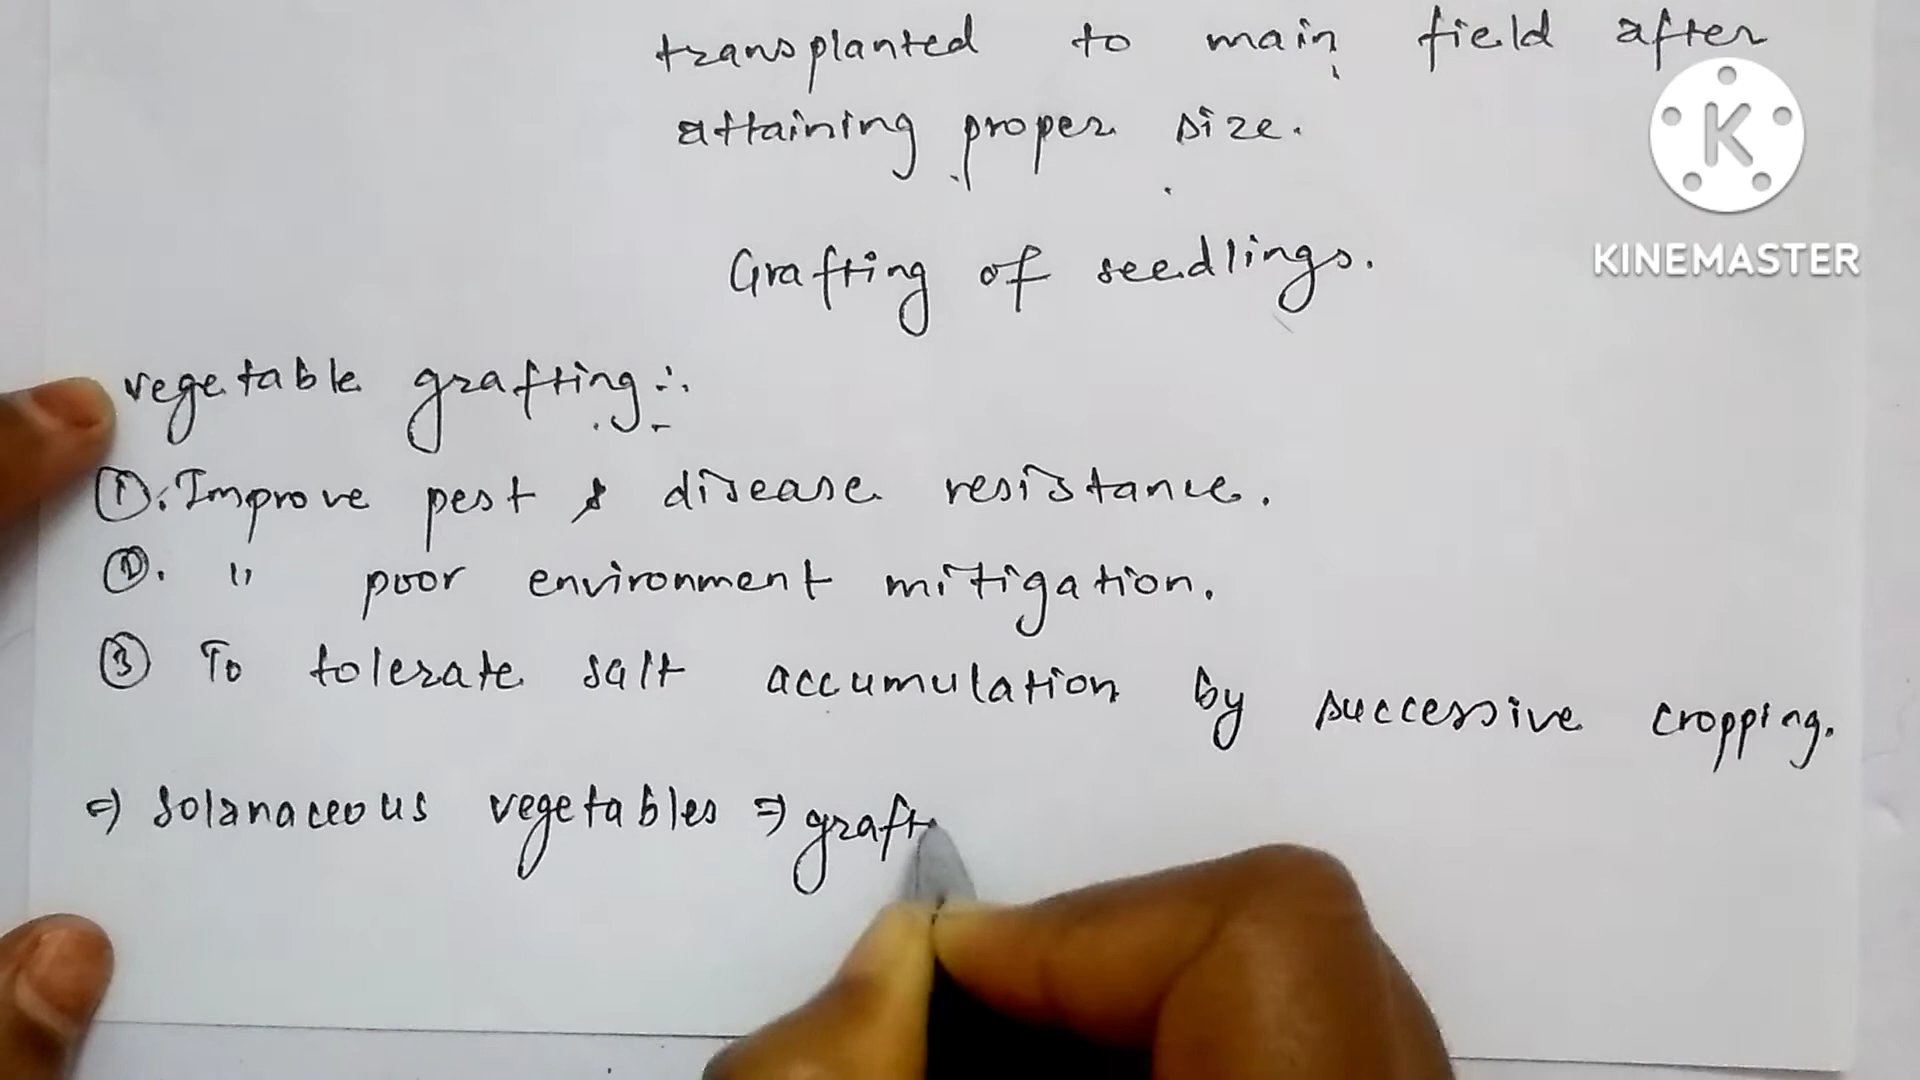 transplanted to main field after
attaining proper size.
K
KINEMASTER
Grafting of seedlings.
vegetable grafting:-
①. Improve pest & disease resistance.
②. " poor environment mitigation.
③ To tolerate salt accumulation by successive cropping.
⇒ solanaceous vegetables ⇒ graft